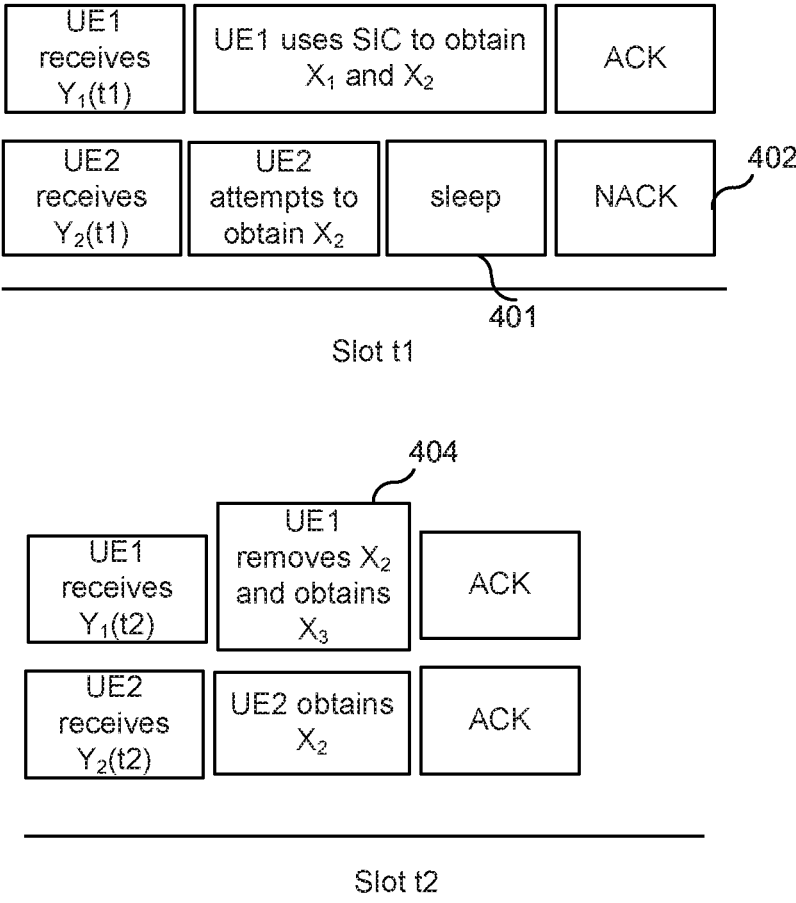 UE1
receives
Y₁(t1)
UE1 uses SIC to obtain
X₁ and X₂
ACK
UE2
receives
Y₂(t1)
UE2
attempts to
obtain X₂
sleep
NACK
402
401
Slot t1
404
UE1
receives
Y₁(t2)
UE1
removes X₂
and obtains
X₃
ACK
UE2
receives
Y₂(t2)
UE2 obtains
X₂
ACK
Slot t2